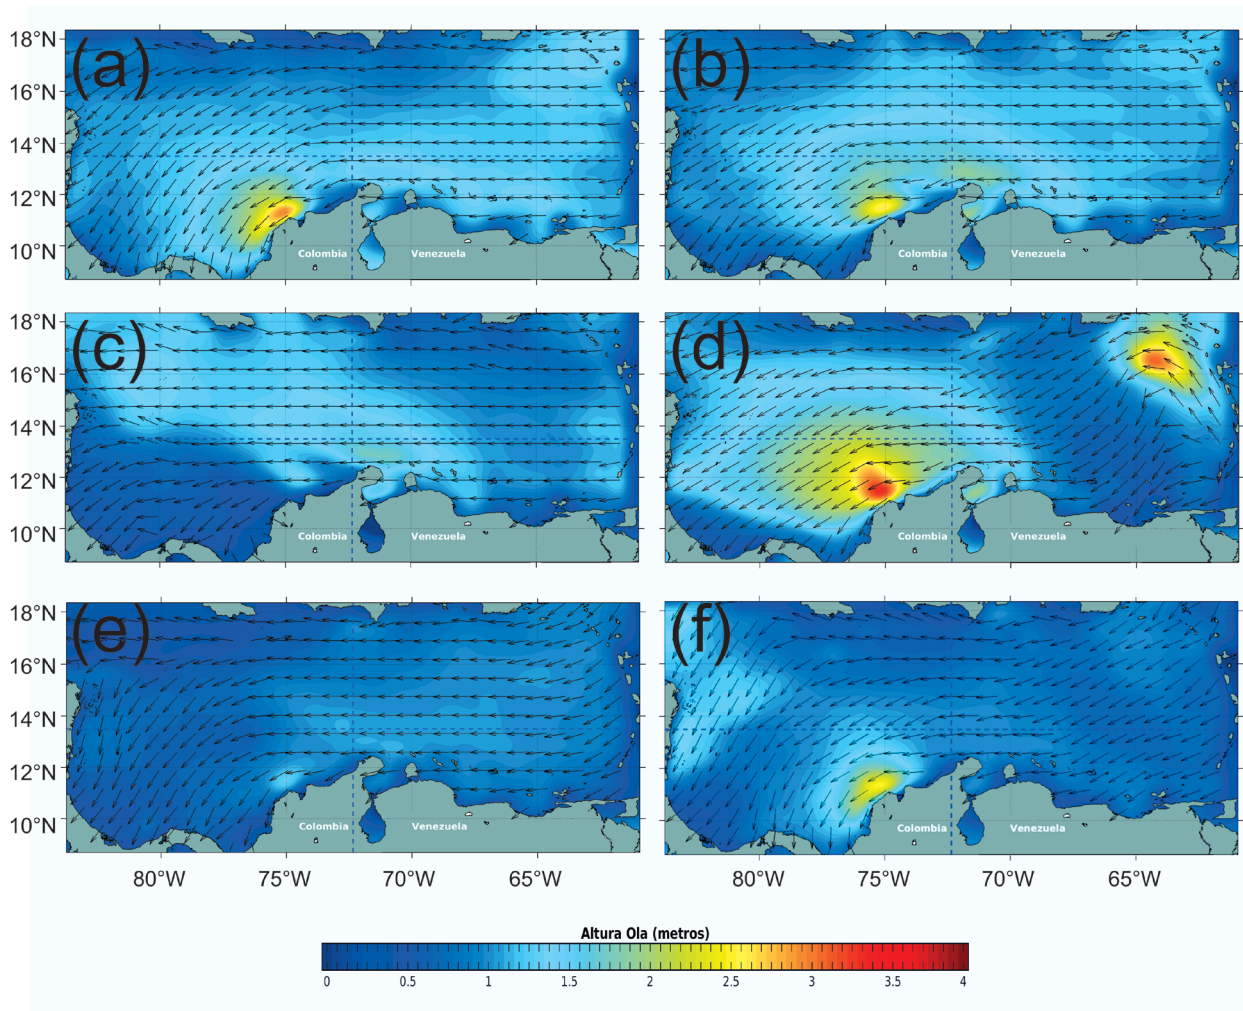 (a)
(b)
18°N
16°N
14°N
12°N
10°N
Colombia
Venezuela
Colombia
Venezuela
(c)
(d)
18°N
16°N
14°N
12°N
10°N
Colombia
Venezuela
Colombia
Venezuela
(e)
(f)
18°N
16°N
14°N
12°N
10°N
Colombia
Venezuela
Colombia
Venezuela
80°W 75°W 70°W 65°W
80°W 75°W 70°W 65°W
Altura Ola (metros)
0 0.5 1 1.5 2 2.5 3 3.5 4